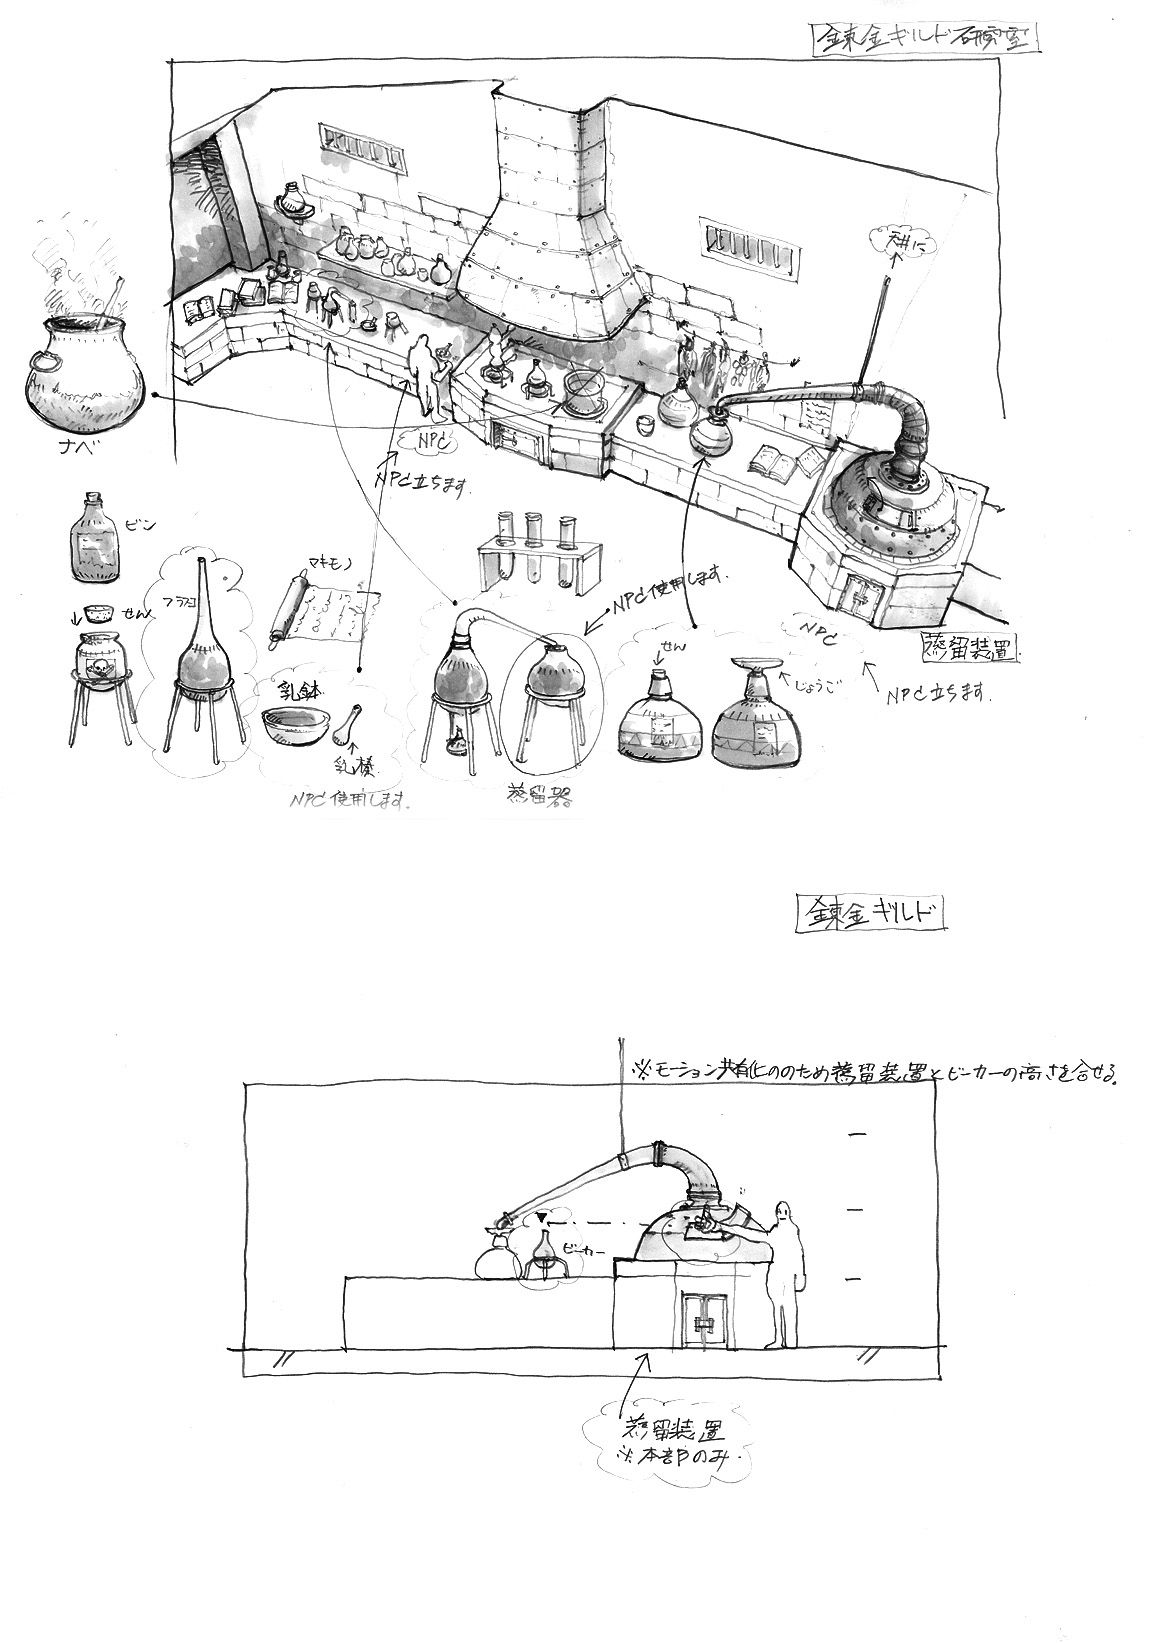 錬金ギルド研究室
天井に
ナベ
NPC
NPC立ちます。
ビン
せん
フラスコ
マキモノ
NPC使用します。
せん
じょうご
NPC
NPC立ちます。
蒸留装置
乳鉢
乳棒
NPC使用します。
蒸留器
錬金ギルド
※モーション共有化ののため蒸留装置とビーカーの高さを合せる。
ビーカー
蒸留装置
※本部のみ.